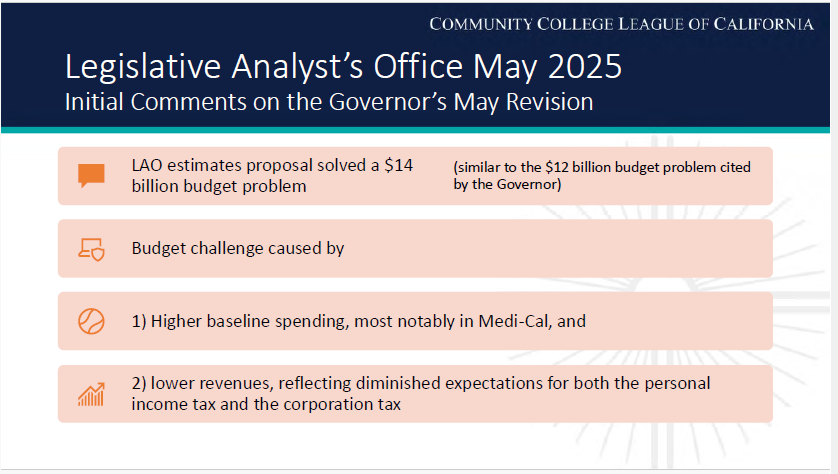 COMMUNITY COLLEGE LEAGUE OF CALIFORNIA
Legislative Analyst’s Office May 2025
Initial Comments on the Governor’s May Revision
LAO estimates proposal solved a $14
billion budget problem
(similar to the $12 billion budget problem cited
by the Governor)
Budget challenge caused by
1) Higher baseline spending, most notably in Medi-Cal, and
2) lower revenues, reflecting diminished expectations for both the personal
income tax and the corporation tax